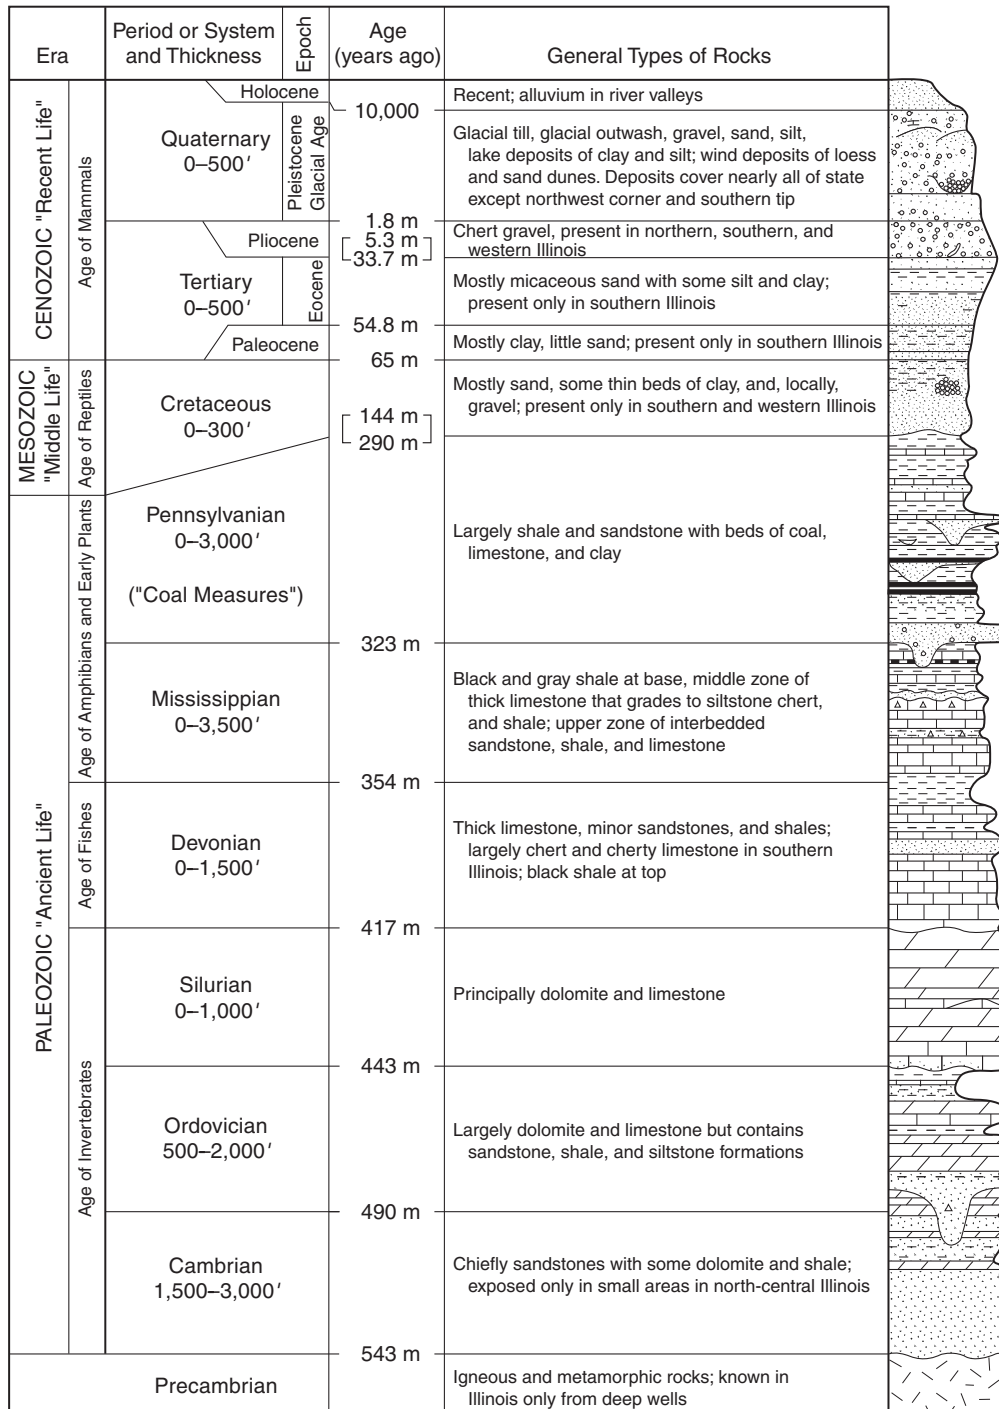 Era
Period or System
and Thickness
Epoch
Age
(years ago)
General Types of Rocks
CENOZOIC "Recent Life"
Age of Mammals
Holocene
Quaternary
0–500'
Pleistocene
Glacial Age
10,000
Recent; alluvium in river valleys
Glacial till, glacial outwash, gravel, sand, silt,
lake deposits of clay and silt; wind deposits of loess
and sand dunes. Deposits cover nearly all of state
except northwest corner and southern tip
1.8 m
Pliocene
5.3 m
33.7 m
Chert gravel, present in northern, southern, and
western Illinois
Tertiary
0–500'
Eocene
Mostly micaceous sand with some silt and clay;
present only in southern Illinois
54.8 m
Paleocene
Mostly clay, little sand; present only in southern Illinois
65 m
MESOZOIC
"Middle Life"
Age of Reptiles
Cretaceous
0–300'
144 m
290 m
Mostly sand, some thin beds of clay, and, locally,
gravel; present only in southern and western Illinois
PALEOZOIC "Ancient Life"
Age of Amphibians and Early Plants
Pennsylvanian
0–3,000'
("Coal Measures")
Largely shale and sandstone with beds of coal,
limestone, and clay
323 m
Mississippian
0–3,500'
Black and gray shale at base, middle zone of
thick limestone that grades to siltstone chert,
and shale; upper zone of interbedded
sandstone, shale, and limestone
354 m
Age of Fishes
Devonian
0–1,500'
Thick limestone, minor sandstones, and shales;
largely chert and cherty limestone in southern
Illinois; black shale at top
417 m
Age of Invertebrates
Silurian
0–1,000'
Principally dolomite and limestone
443 m
Ordovician
500–2,000'
Largely dolomite and limestone but contains
sandstone, shale, and siltstone formations
490 m
Cambrian
1,500–3,000'
Chiefly sandstones with some dolomite and shale;
exposed only in small areas in north-central Illinois
543 m
Precambrian
Igneous and metamorphic rocks; known in
Illinois only from deep wells